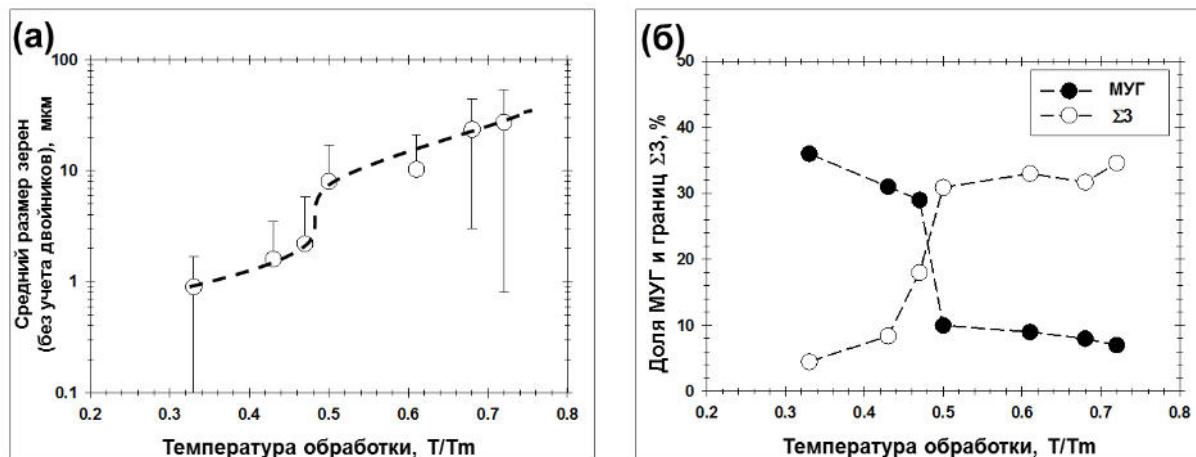 (а)
Средний размер зерен
(без учета двойников), мкм
100
10
1
0.1
0.2 0.3 0.4 0.5 0.6 0.7 0.8
Температура обработки, T/Tm
(б)
Доля МУГ и границ Σ3, %
50
40
30
20
10
0
МУГ
Σ3
0.2 0.3 0.4 0.5 0.6 0.7 0.8
Температура обработки, T/Tm